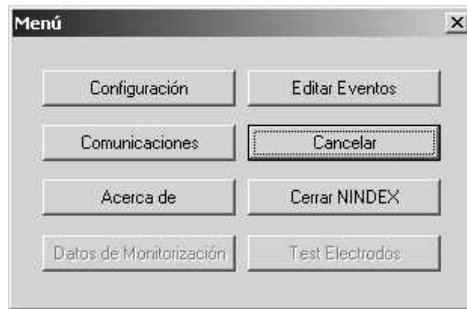 Menú
Configuración Editar Eventos
Comunicaciones Cancelar
Acerca de Cerrar NINDEX
Datos de Monitorización Test Electrodos